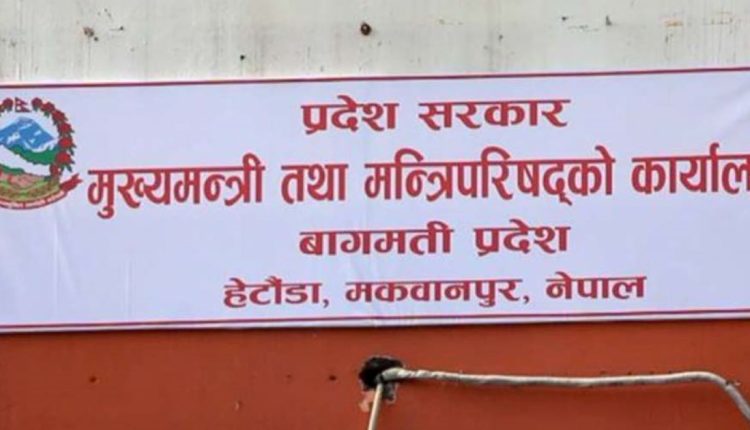 प्रदेश सरकार
मुख्यमन्त्री तथा मन्त्रिपरिषद्को कार्याल
बागमती प्रदेश
हेटौंडा, मकवानपुर, नेपाल